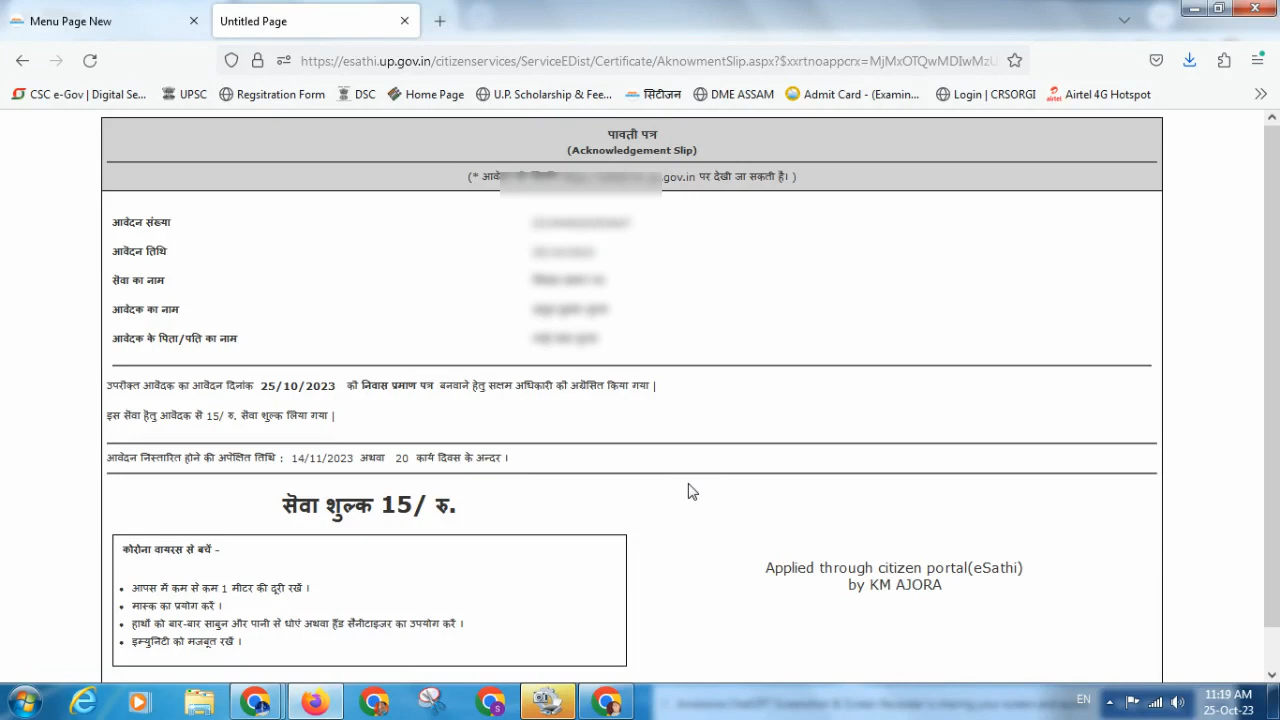 Menu Page New
Untitled Page
https://esathi.up.gov.in/citizenservices/ServiceEDist/Certificate/AknowmentSlip.aspx?$xxrtnoappcrx=MjMxOTQwMDIwMzU
CSC e-Gov | Digital Se...
UPSC
Regsitration Form
DSC
Home Page
U.P. Scholarship & Fee...
सिटीजन
DME ASSAM
Admit Card - (Examin...
Login | CRSORGI
Airtel 4G Hotspot
पावती पत्र
(Acknowledgement Slip)
(* आवेदन .gov.in पर देखी जा सकती है। )
आवेदन संख्या
आवेदन तिथि
सेवा का नाम
आवेदक का नाम
आवेदक के पिता/पति का नाम
उपरोक्त आवेदक का आवेदन दिनांक 25/10/2023 को निवास प्रमाण पत्र बनवाने हेतु सक्षम अधिकारी को अग्रेसित किया गया |
इस सेवा हेतु आवेदक से 15/ रु. सेवा शुल्क लिया गया |
आवेदन निस्तारित होने की अपेक्षित तिथि : 14/11/2023 अथवा 20 कार्य दिवस के अन्दर ।
सेवा शुल्क 15/ रु.
कोरोना वायरस से बचें -
• आपस में कम से कम 1 मीटर की दूरी रखें ।
• मास्क का प्रयोग करें ।
• हाथों को बार-बार साबुन और पानी से धोएं अथवा हैंड सैनीटाइजर का उपयोग करें ।
• इम्युनिटी को मजबूत रखें ।
Applied through citizen portal(eSathi)
by KM AJORA
EN
11:19 AM
25-Oct-23